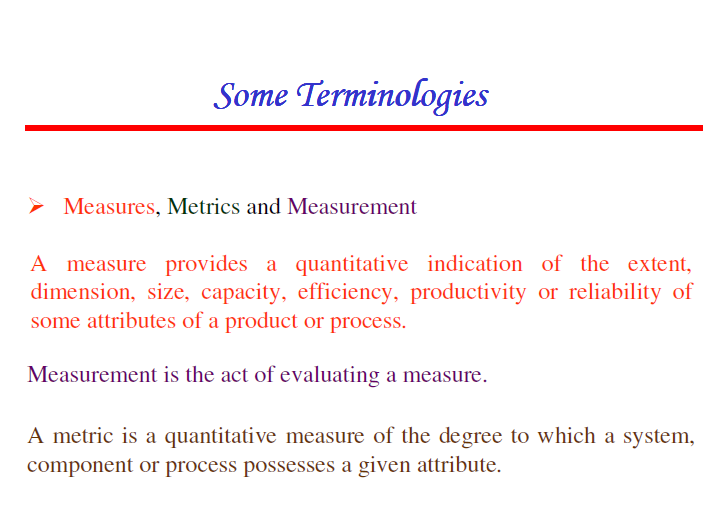 Some Terminologies
➢ Measures, Metrics and Measurement
A measure provides a quantitative indication of the extent,
dimension, size, capacity, efficiency, productivity or reliability of
some attributes of a product or process.
Measurement is the act of evaluating a measure.
A metric is a quantitative measure of the degree to which a system,
component or process possesses a given attribute.